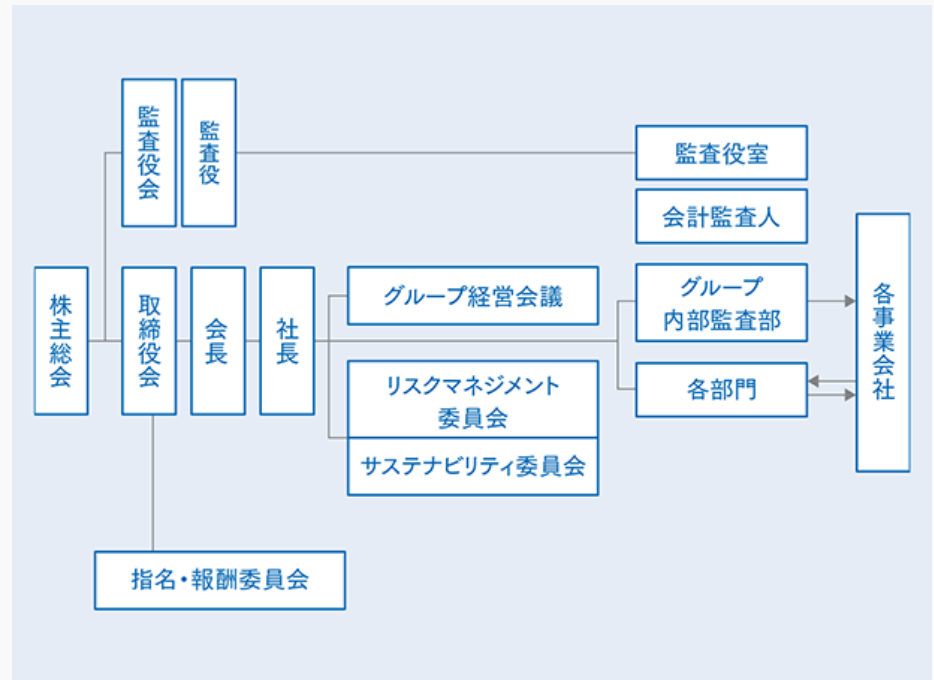 監査役会
監査役
監査役室
会計監査人
株主総会
取締役会
会長
社長
グループ経営会議
リスクマネジメント
委員会
サステナビリティ委員会
グループ
内部監査部
各部門
各事業会社
指名・報酬委員会